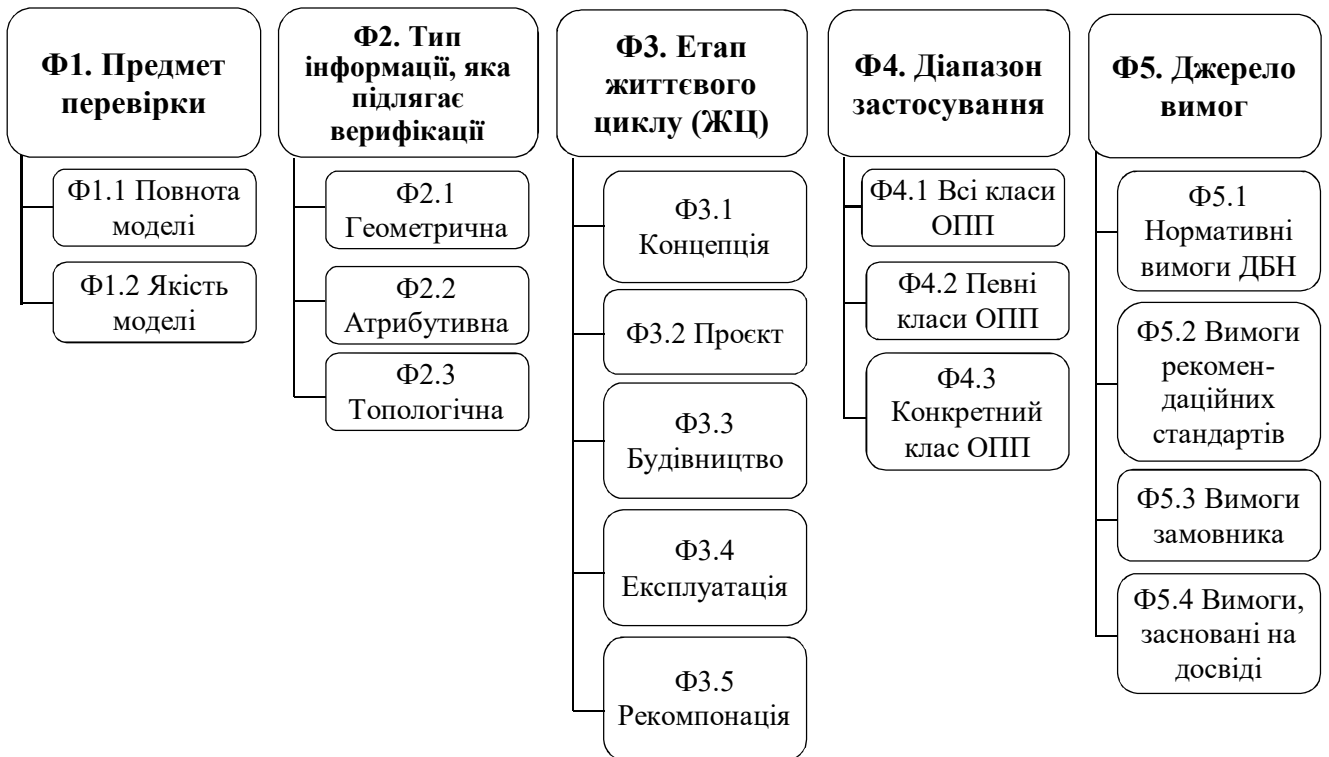 Ф1. Предмет
перевірки
Ф1.1 Повнота
моделі
Ф1.2 Якість
моделі
Ф2. Тип
інформації, яка
підлягає
верифікації
Ф2.1
Геометрична
Ф2.2
Атрибутивна
Ф2.3
Топологічна
Ф3. Етап
життєвого
циклу (ЖЦ)
Ф3.1
Концепція
Ф3.2 Проєкт
Ф3.3
Будівництво
Ф3.4
Експлуатація
Ф3.5
Рекомпонація
Ф4. Діапазон
застосування
Ф4.1 Всі класи
ОПП
Ф4.2 Певні
класи ОПП
Ф4.3
Конкретний
клас ОПП
Ф5. Джерело
вимог
Ф5.1
Нормативні
вимоги ДБН
Ф5.2 Вимоги
рекомен-
даційних
стандартів
Ф5.3 Вимоги
замовника
Ф5.4 Вимоги,
засновані на
досвіді